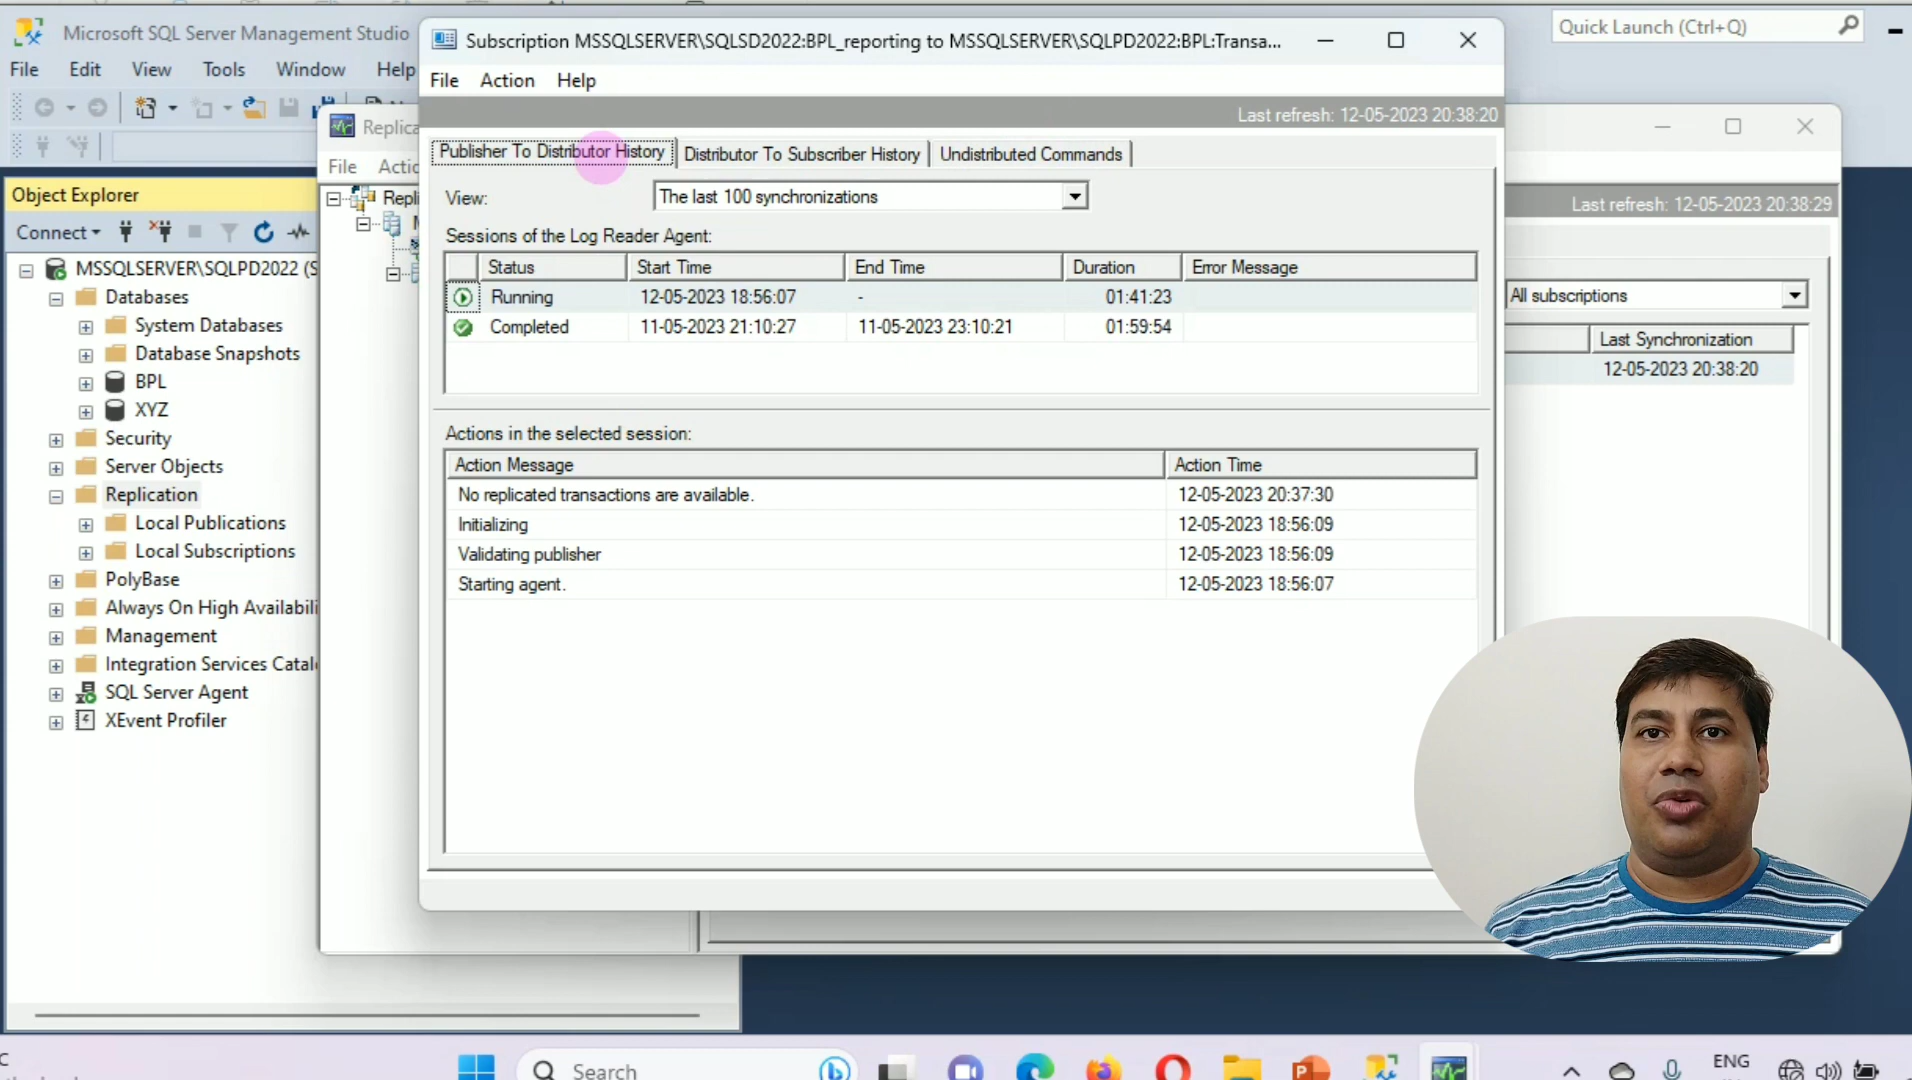 Microsoft SQL Server Management Studio
Quick Launch (Ctrl+Q)
File Edit View Tools Window Help
Subscription MSSQLSERVER\SQLSD2022:BPL_reporting to MSSQLSERVER\SQLPD2022:BPL:Transa...
File Action Help
Last refresh: 12-05-2023 20:38:20
Publisher To Distributor History
Distributor To Subscriber History
Undistributed Commands
View:
The last 100 synchronizations
Sessions of the Log Reader Agent:
Status Start Time End Time Duration Error Message
Running 12-05-2023 18:56:07 - 01:41:23
Completed 11-05-2023 21:10:27 11-05-2023 23:10:21 01:59:54
Actions in the selected session:
Action Message Action Time
No replicated transactions are available. 12-05-2023 20:37:30
Initializing 12-05-2023 18:56:09
Validating publisher 12-05-2023 18:56:09
Starting agent. 12-05-2023 18:56:07
Replica
File Actio
Repli
Last refresh: 12-05-2023 20:38:29
All subscriptions
Last Synchronization
12-05-2023 20:38:20
Object Explorer
Connect
MSSQLSERVER\SQLPD2022 (S
Databases
System Databases
Database Snapshots
BPL
XYZ
Security
Server Objects
Replication
Local Publications
Local Subscriptions
PolyBase
Always On High Availabili
Management
Integration Services Catal
SQL Server Agent
XEvent Profiler
Search
ENG